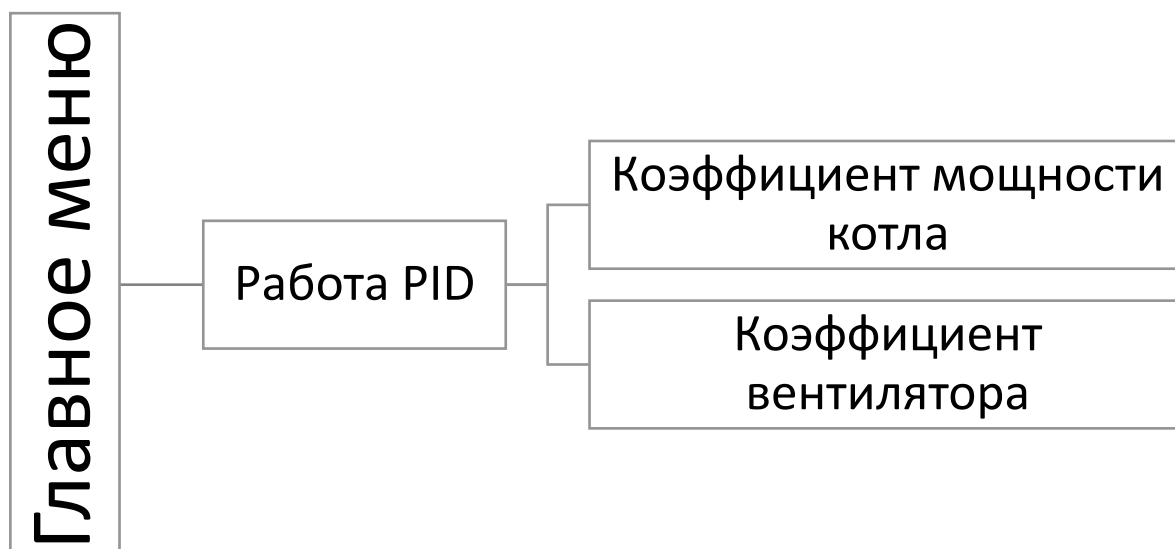 Главное меню
Работа PID
Коэффициент мощности
котла
Коэффициент
вентилятора